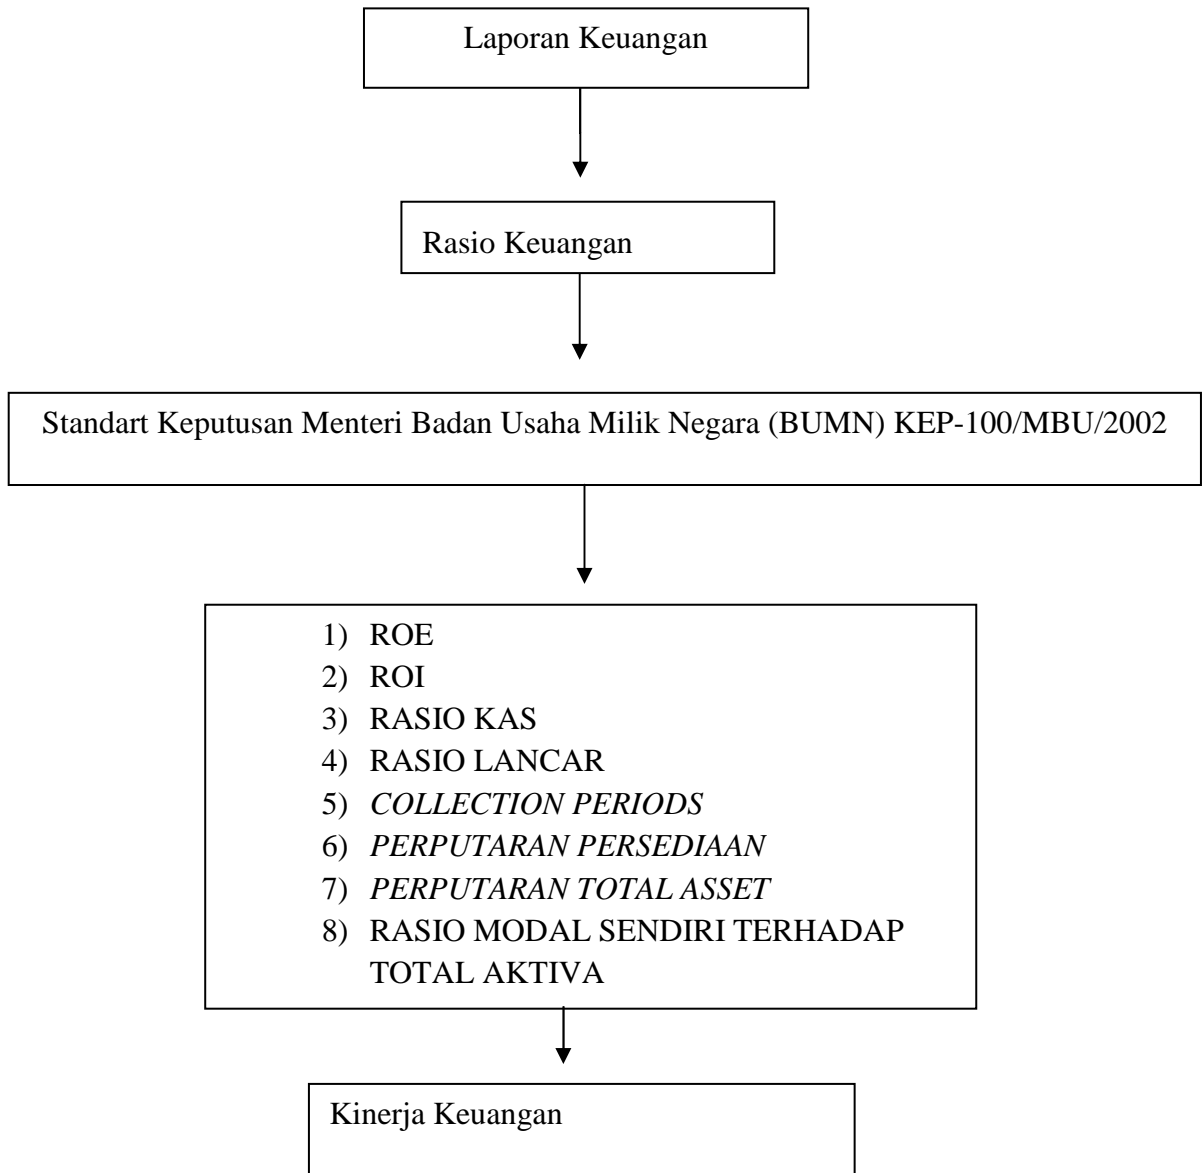 Laporan Keuangan
Rasio Keuangan
Standart Keputusan Menteri Badan Usaha Milik Negara (BUMN) KEP-100/MBU/2002
1) ROE
2) ROI
3) RASIO KAS
4) RASIO LANCAR
5) COLLECTION PERIODS
6) PERPUTARAN PERSEDIAAN
7) PERPUTARAN TOTAL ASSET
8) RASIO MODAL SENDIRI TERHADAP
TOTAL AKTIVA
Kinerja Keuangan